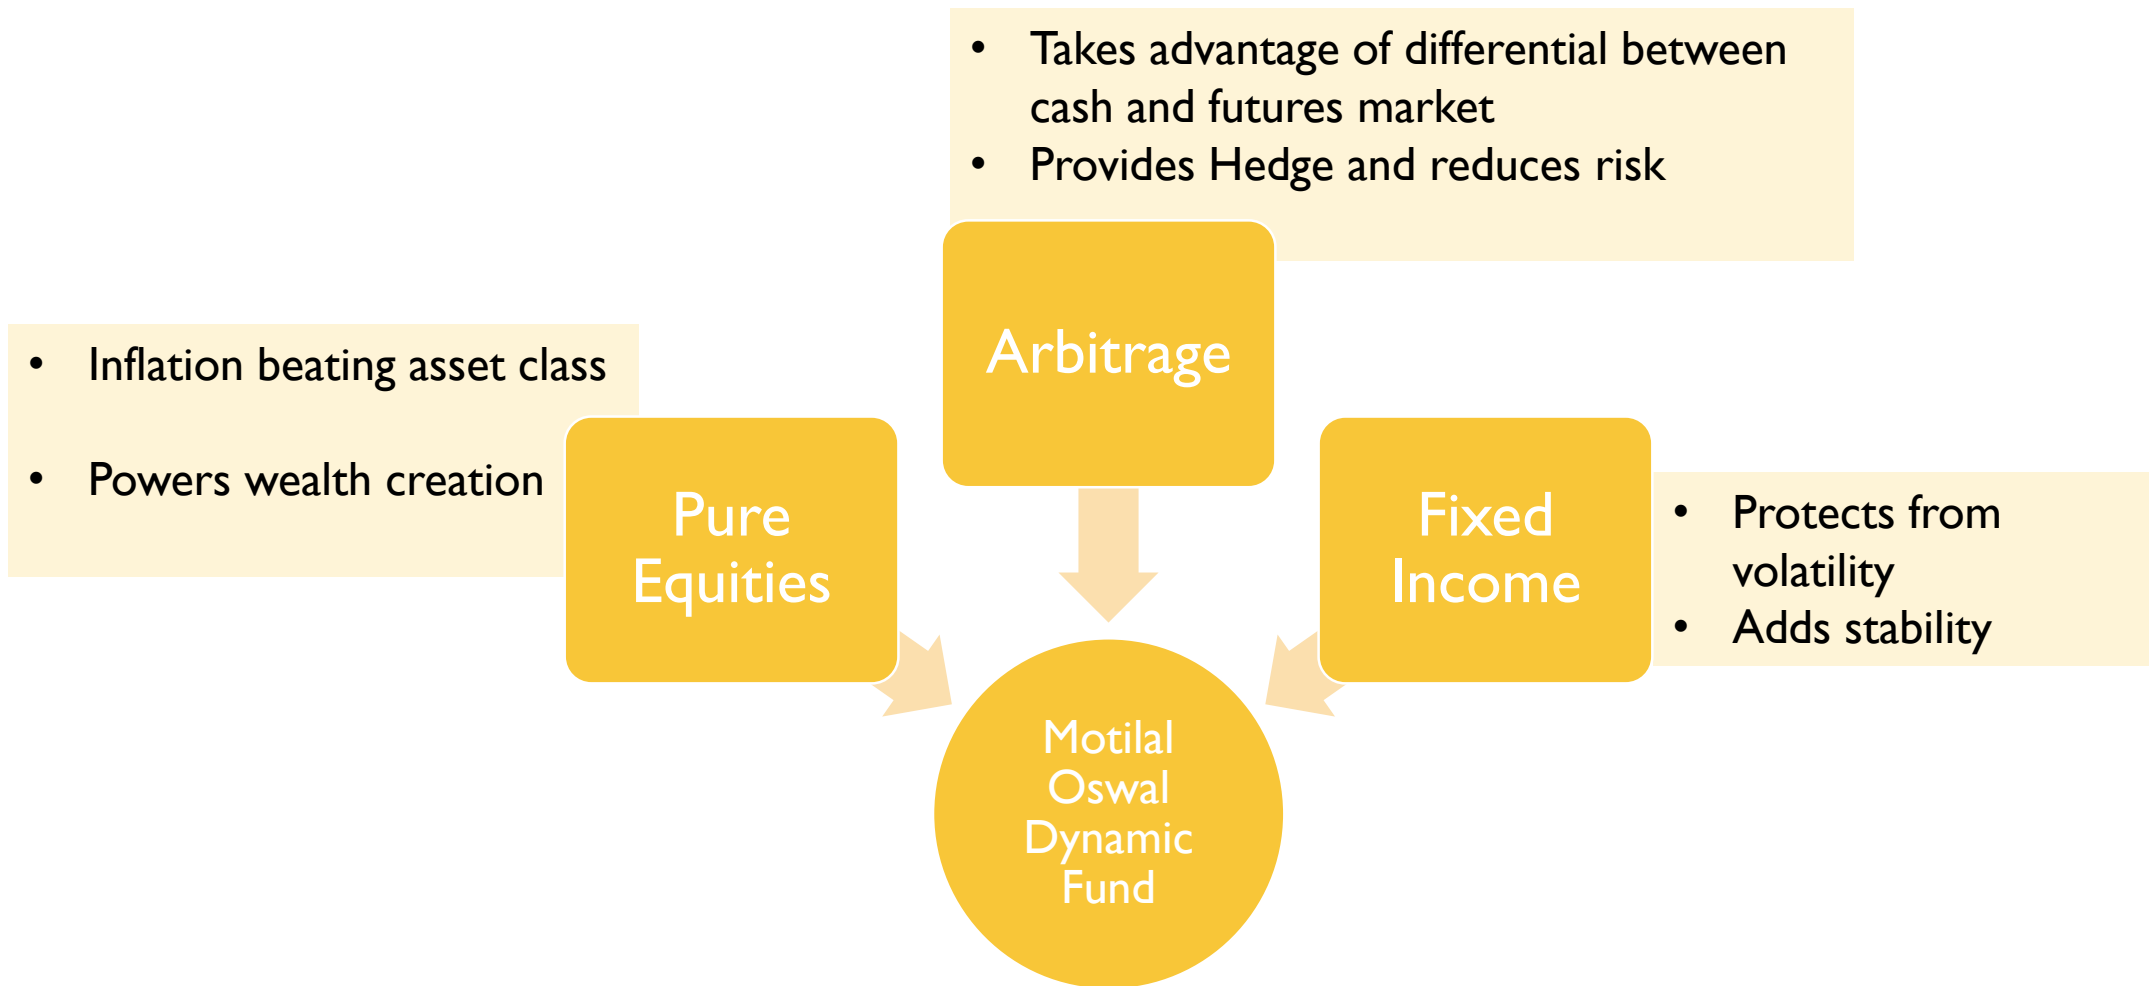 • Takes advantage of differential between
cash and futures market
• Provides Hedge and reduces risk
Arbitrage
• Inflation beating asset class
• Powers wealth creation
Pure
Equities
Fixed
Income
• Protects from
volatility
• Adds stability
Motilal
Oswal
Dynamic
Fund